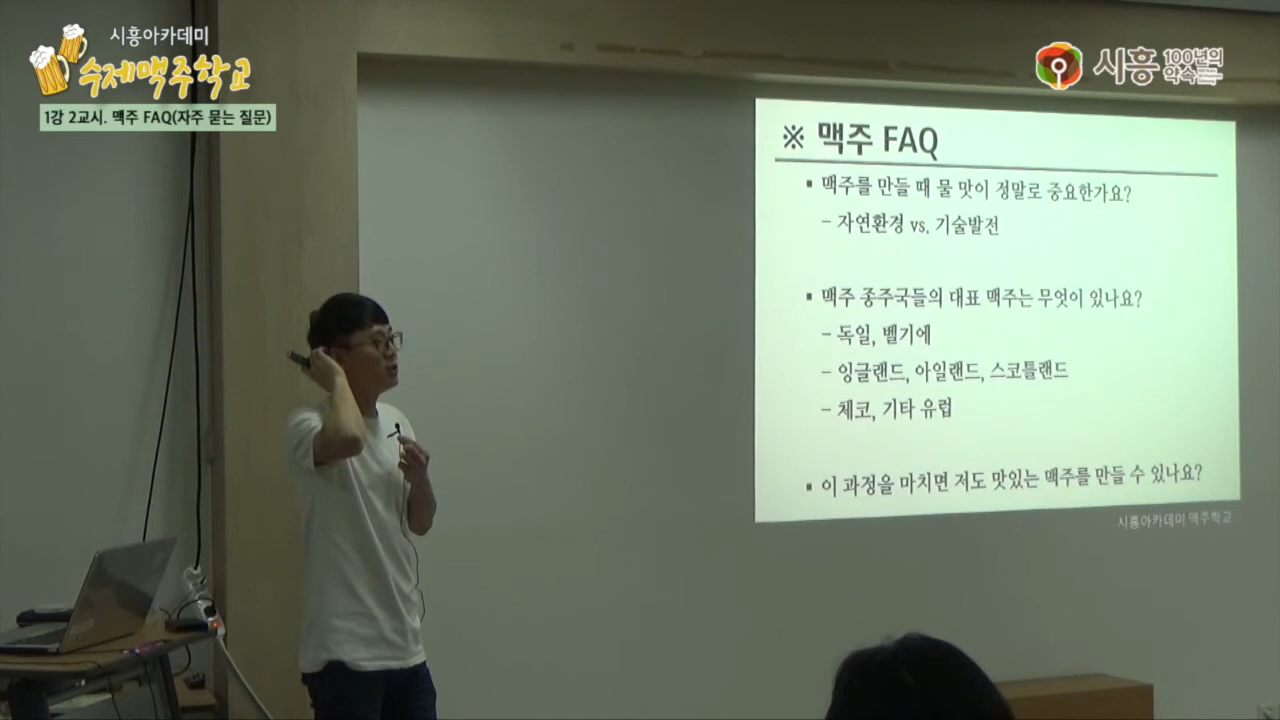 시흥아카데미
수제맥주학교
1강 2교시. 맥주 FAQ(자주 묻는 질문)
시흥 100년의 약속
※ 맥주 FAQ
▪ 맥주를 만들 때 물 맛이 정말로 중요한가요?
– 자연환경 vs. 기술발전
▪ 맥주 종주국들의 대표 맥주는 무엇이 있나요?
– 독일, 벨기에
– 잉글랜드, 아일랜드, 스코틀랜드
– 체코, 기타 유럽
▪ 이 과정을 마치면 저도 맛있는 맥주를 만들 수 있나요?
시흥아카데미 맥주학교